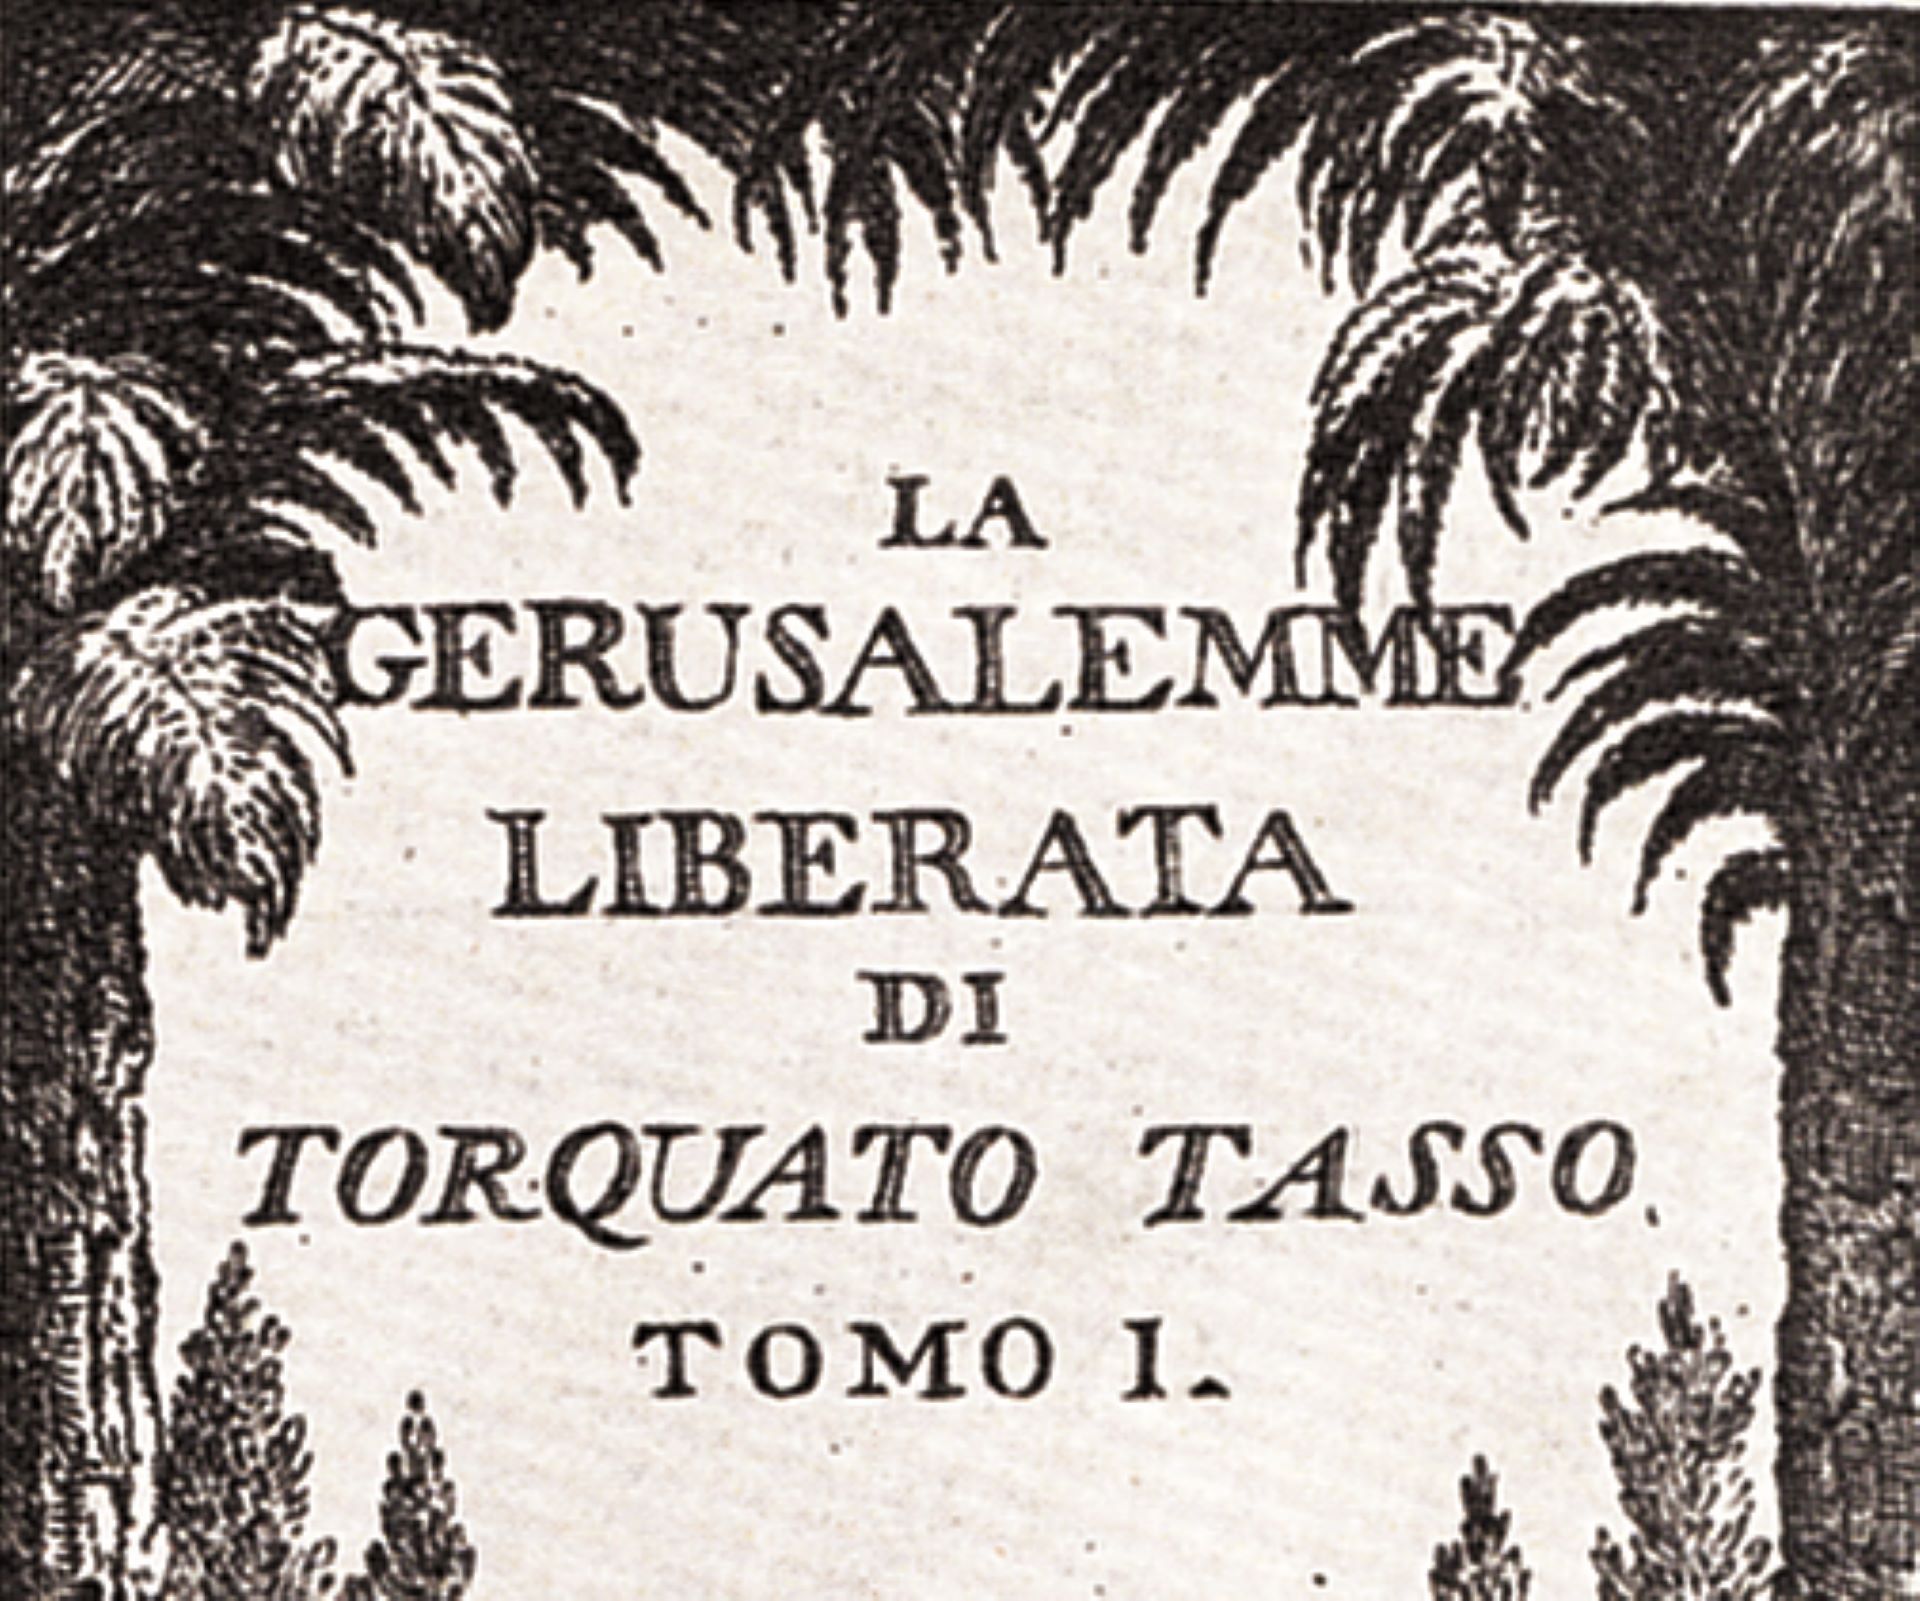 LA
GERUSALEMME
LIBERATA
DI
TORQUATO TASSO.
TOMO I.